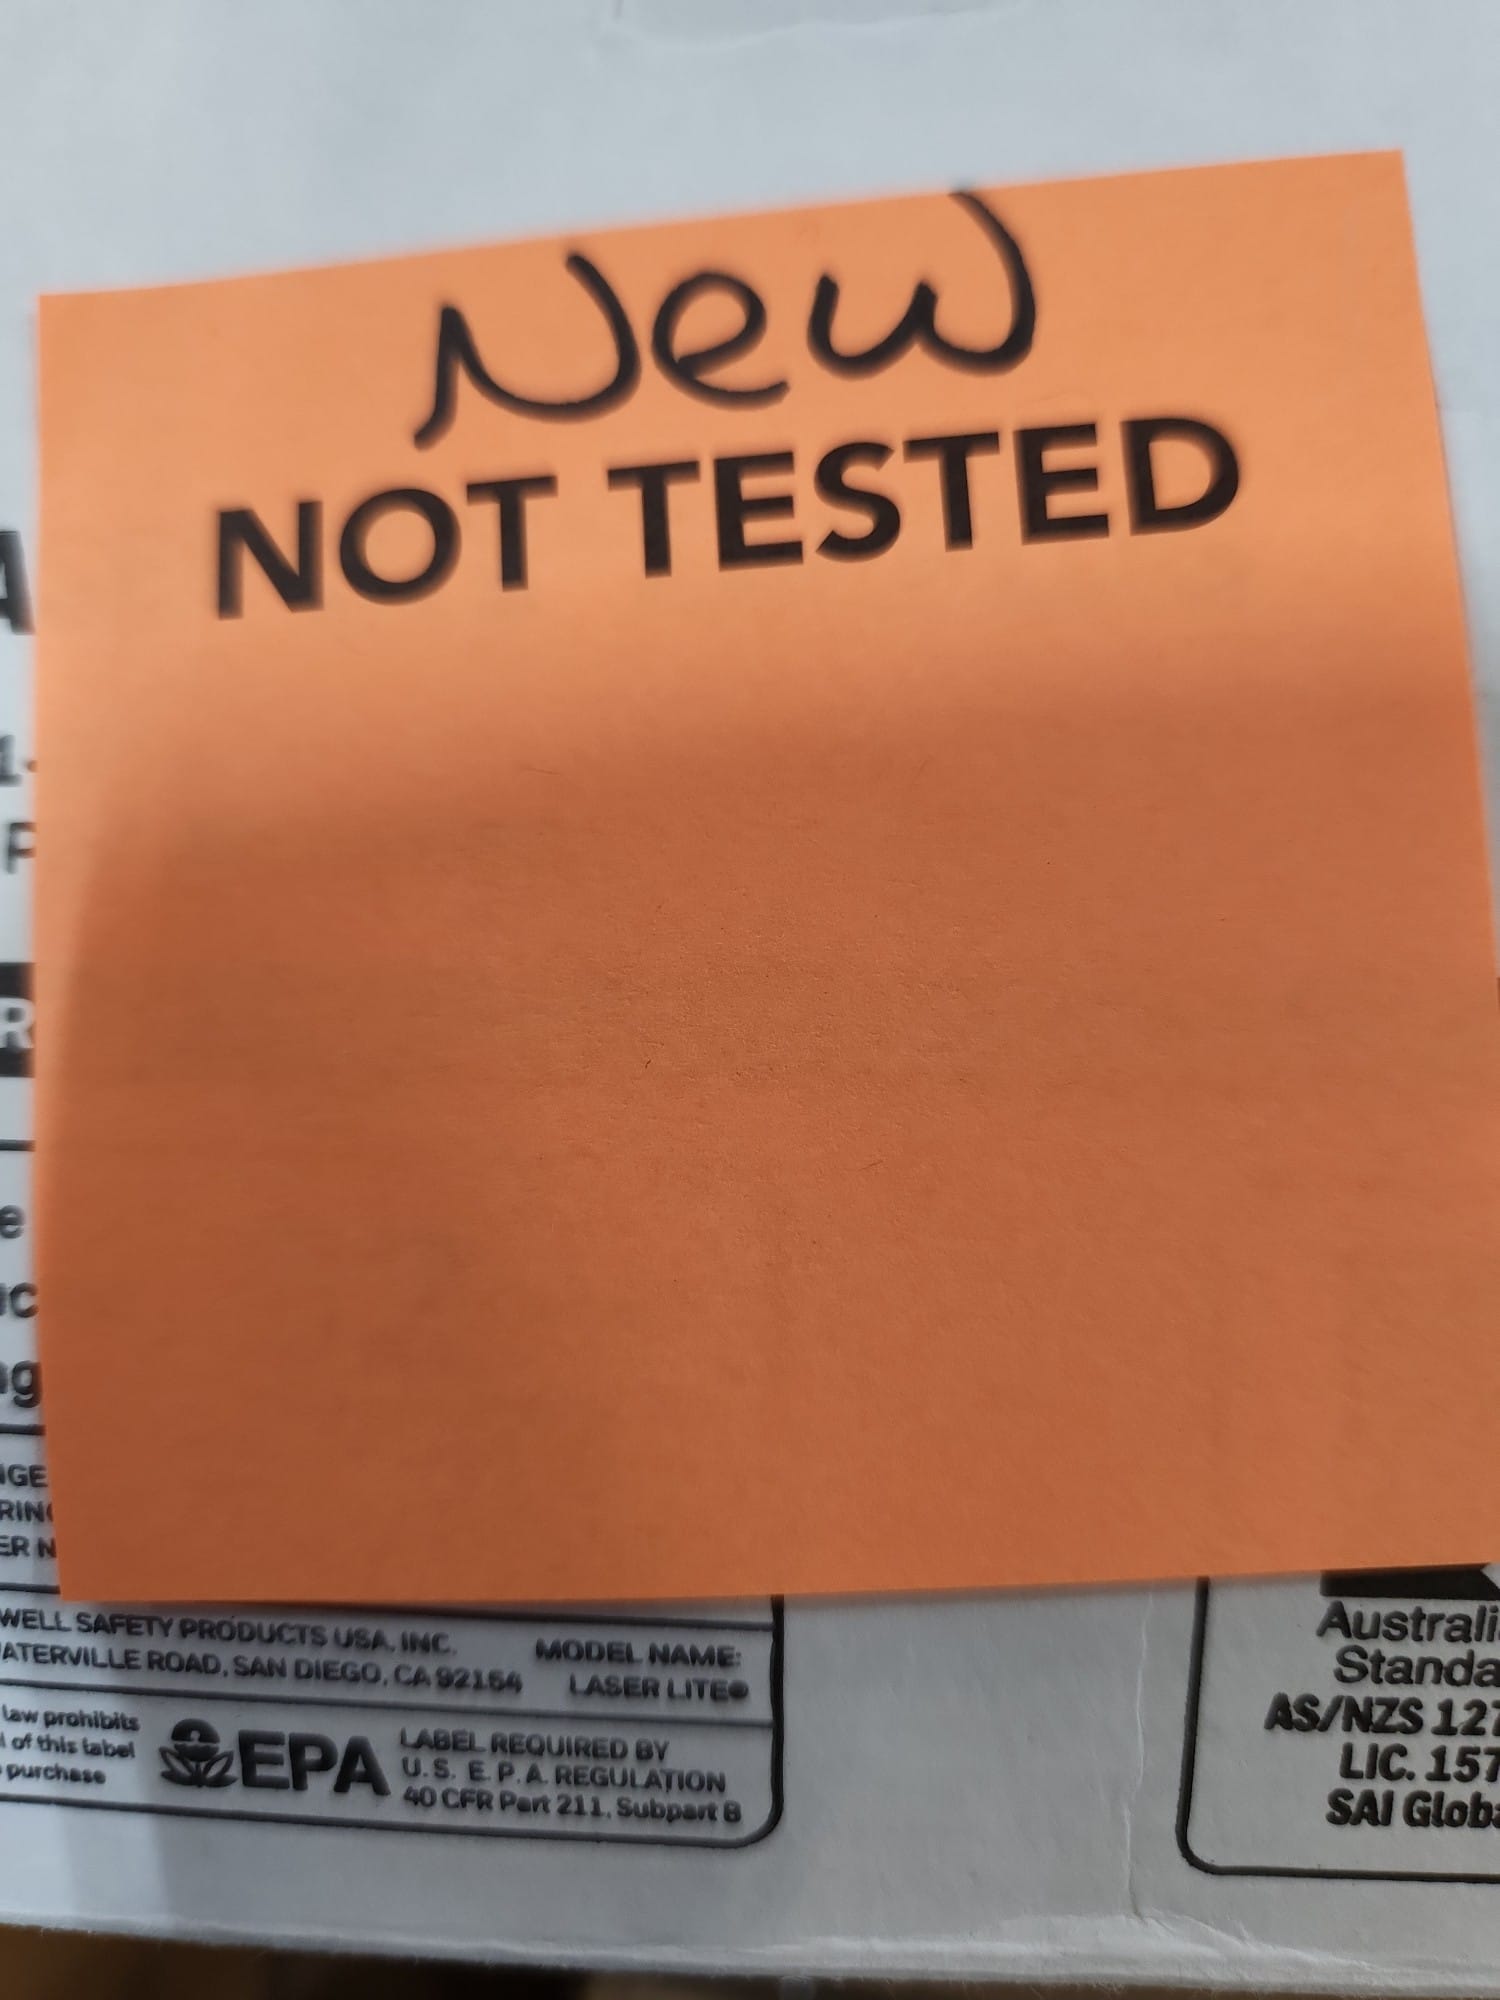 New
NOT TESTED
WELL SAFETY PRODUCTS USA, INC.
ATERVILLE ROAD, SAN DIEGO, CA 92154
MODEL NAME:
LASER LITE®
law prohibits
l of this label
purchase
EPA
LABEL REQUIRED BY
U.S. E.P.A. REGULATION
40 CFR Part 211, Subpart B
Australi
Standa
AS/NZS 127
LIC. 157
SAI Globa